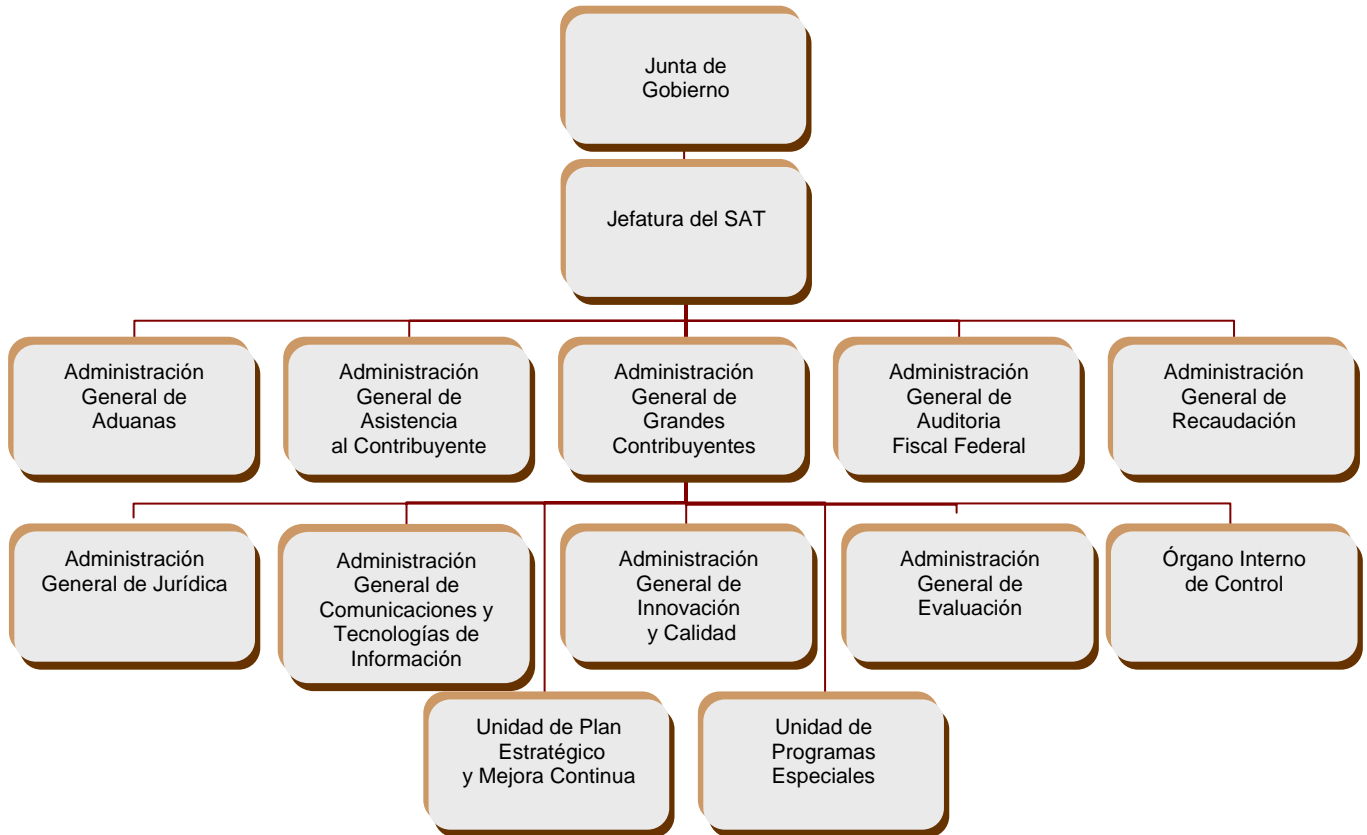 Junta de
Gobierno
Jefatura del SAT
Administración
General de
Aduanas
Administración
General de
Asistencia
al Contribuyente
Administración
General de
Grandes
Contribuyentes
Administración
General de
Auditoria
Fiscal Federal
Administración
General de
Recaudación
Administración
General de Jurídica
Administración
General de
Comunicaciones y
Tecnologías de
Información
Administración
General de
Innovación
y Calidad
Administración
General de
Evaluación
Órgano Interno
de Control
Unidad de Plan
Estratégico
y Mejora Continua
Unidad de
Programas
Especiales